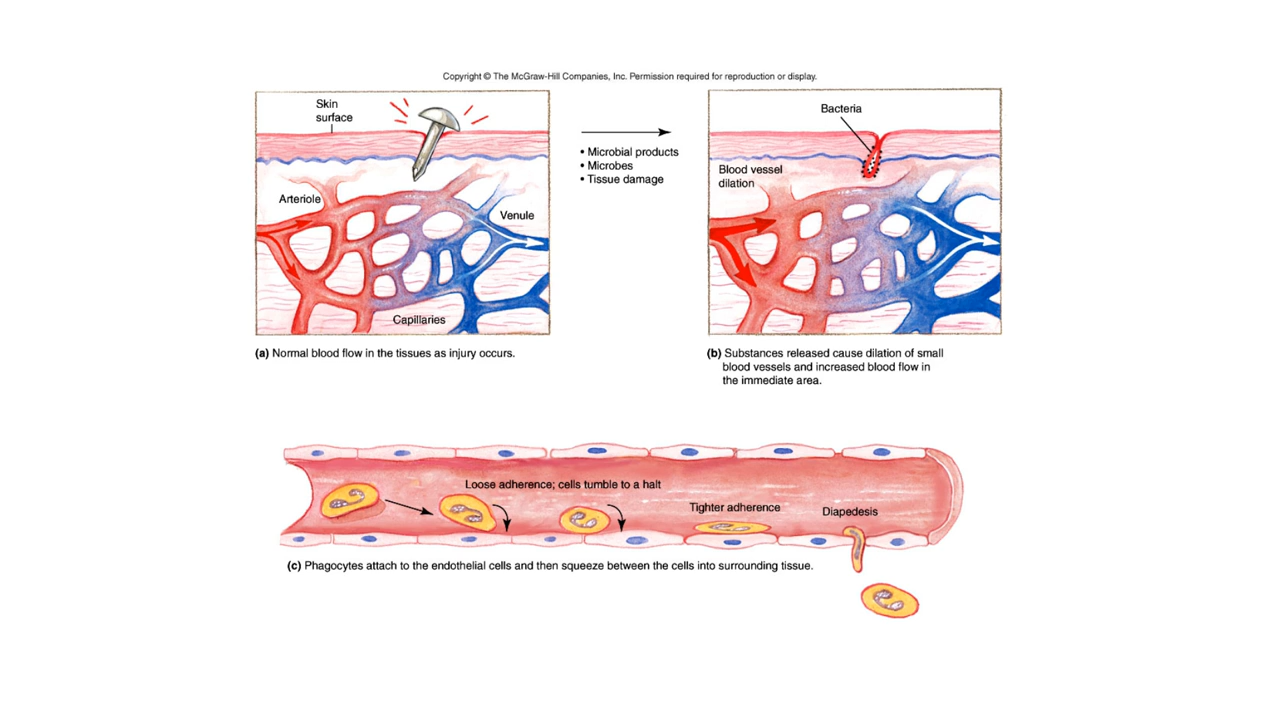 Copyright © The McGraw-Hill Companies, Inc. Permission required for reproduction or display.
Skin
surface
Arteriole
Venule
Capillaries
(a) Normal blood flow in the tissues as injury occurs.
• Microbial products
• Microbes
• Tissue damage
Bacteria
Blood vessel
dilation
(b) Substances released cause dilation of small
blood vessels and increased blood flow in
the immediate area.
Loose adherence; cells tumble to a halt
Tighter adherence
Diapedesis
(c) Phagocytes attach to the endothelial cells and then squeeze between the cells into surrounding tissue.